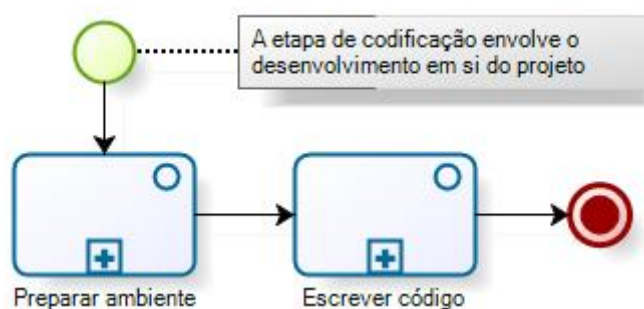 A etapa de codificação envolve o
desenvolvimento em si do projeto
Preparar ambiente
Escrever código